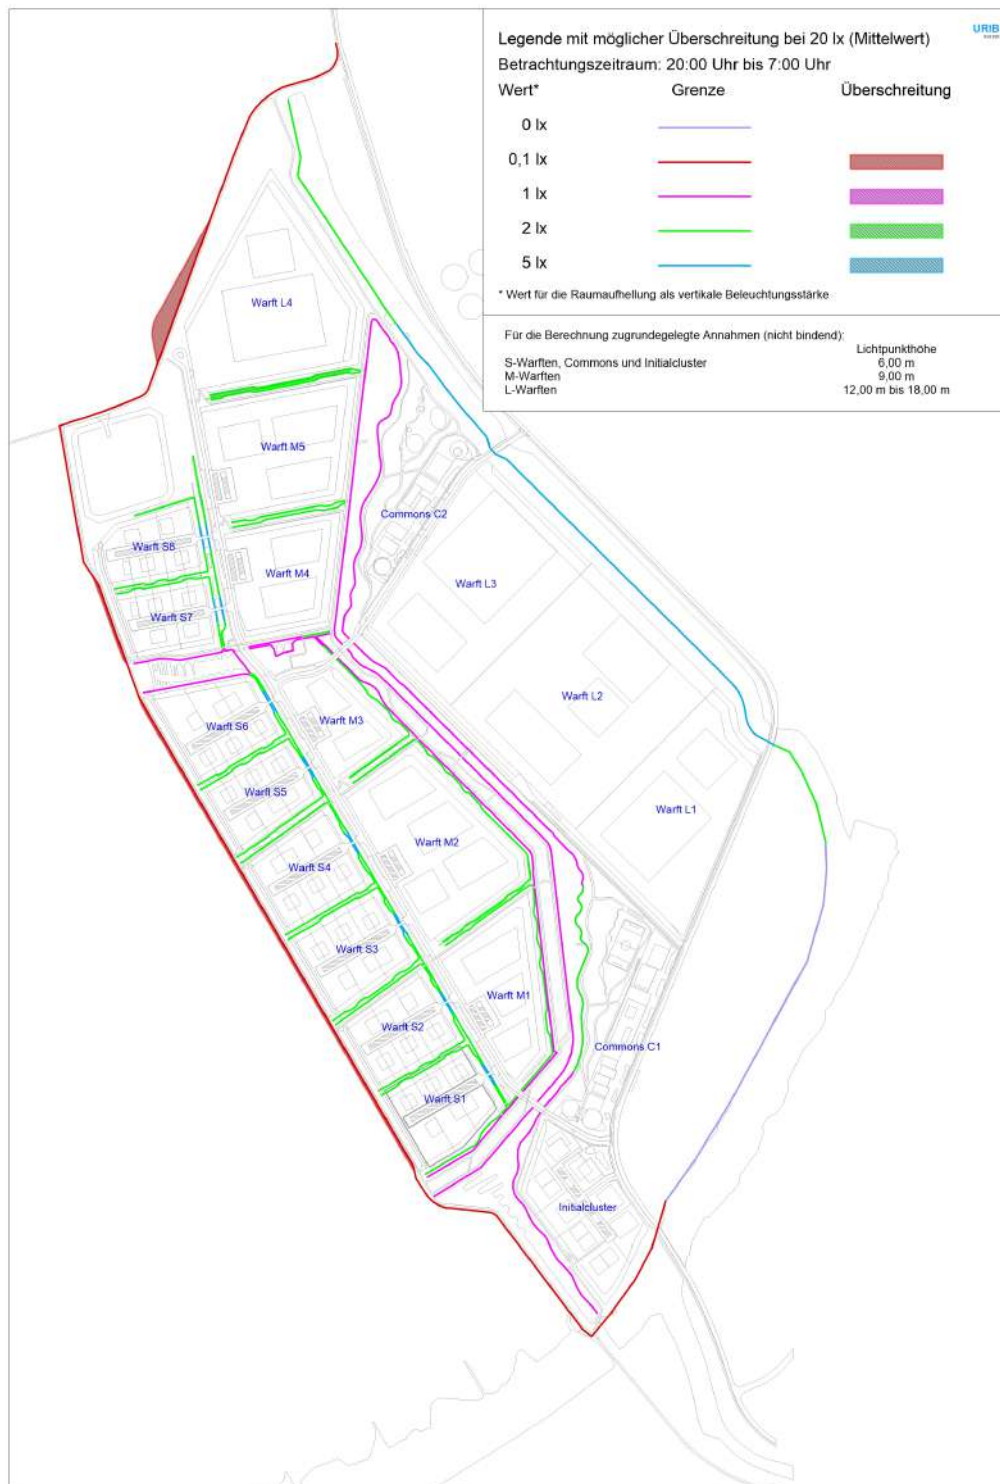 Legende mit möglicher Überschreitung bei 20 lx (Mittelwert)
URIB
Betrachtungszeitraum: 20:00 Uhr bis 7:00 Uhr
Wert* Grenze Überschreitung
0 lx
0,1 lx
1 lx
2 lx
5 lx
* Wert für die Raumaufhellung als vertikale Beleuchtungsstärke
Für die Berechnung zugrundegelegte Annahmen (nicht bindend):
Lichtpunkthöhe
S-Warften, Commons und Initialcluster 6,00 m
M-Warften 9,00 m
L-Warften 12,00 m bis 18,00 m
Warft L4
Warft M5
Commons C2
Warft S8
Warft M4
Warft L3
Warft S7
Warft L2
Warft M3
Warft S6
Warft S5
Warft L1
Warft M2
Warft S4
Warft S3
Warft M1
Warft S2
Commons C1
Warft S1
Initialcluster